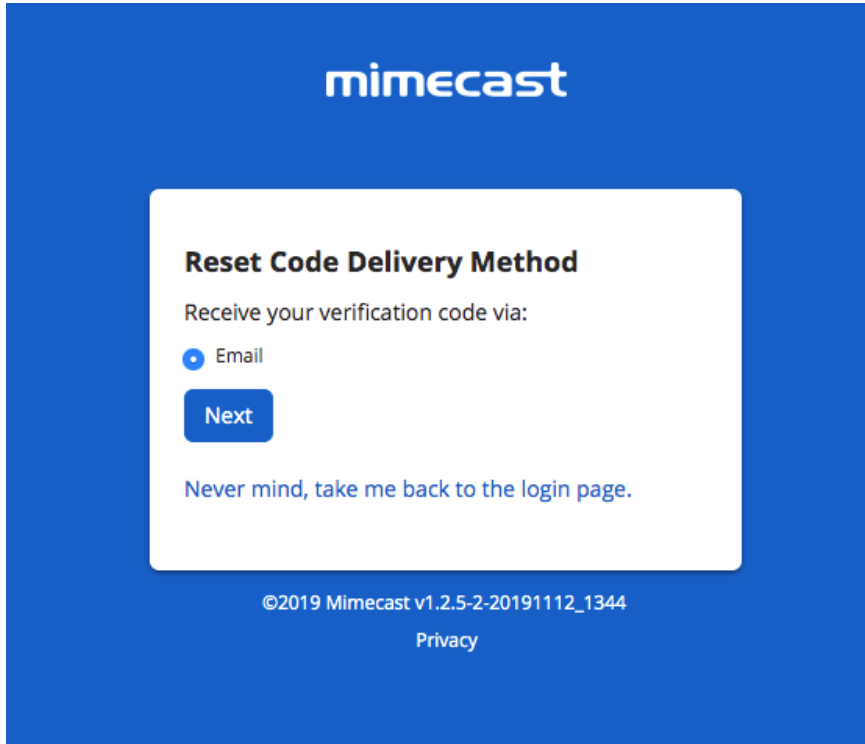 mimecast
Reset Code Delivery Method
Receive your verification code via:
Email
Next
Never mind, take me back to the login page.
©2019 Mimecast v1.2.5-2-20191112_1344
Privacy